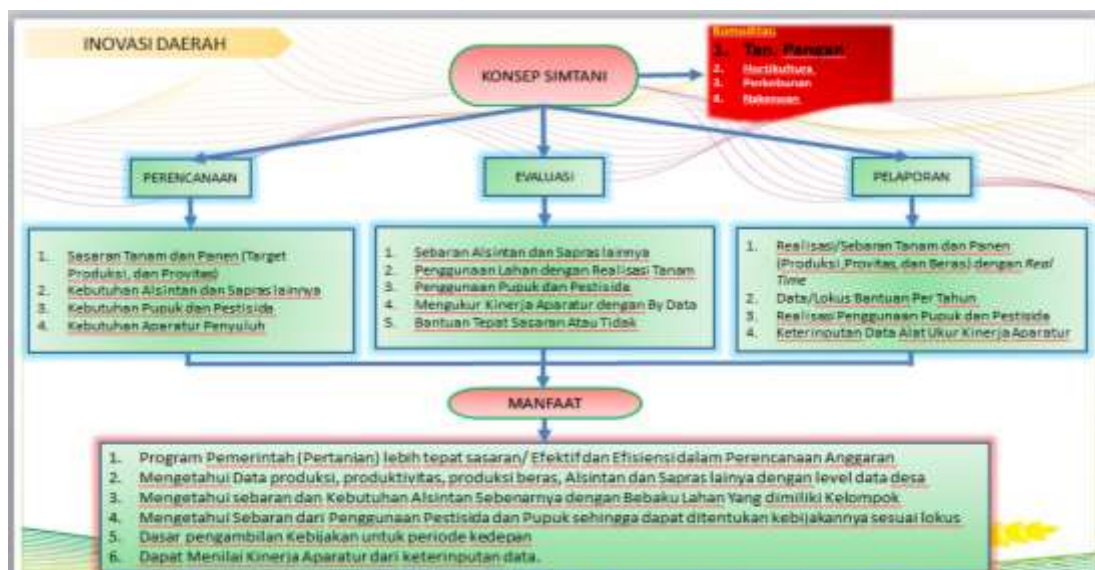 INOVASI DAERAH
KONSEP SIMTANI
Komoditas
1. Tan. Pangan
2. Hortikultura
3. Perkebunan
4. Nakeswan
PERENCANAAN
EVALUASI
PELAPORAN
1. Sasaran Tanam dan Panen (Target
Produksi, dan Provitas)
2. Kebutuhan Alsintan dan Sapras lainnya
3. Kebutuhan Pupuk dan Pestisida
4. Kebutuhan Aparatur Penyuluh
1. Sebaran Alsintan dan Sapras lainnya
2. Penggunaan Lahan dengan Realisasi Tanam
3. Penggunaan Pupuk dan Pestisida
4. Mengukur Kinerja Aparatur dengan By Data
5. Bantuan Tepat Sasaran Atau Tidak
1. Realisasi/Sebaran Tanam dan Panen
(Produksi,Provitas, dan Beras) dengan Real
Time
2. Data/Lokus Bantuan Per Tahun
3. Realisasi Penggunaan Pupuk dan Pestisida
4. Keterinputan Data Alat Ukur Kinerja Aparatur
MANFAAT
1. Program Pemerintah (Pertanian) lebih tepat sasaran/ Efektif dan Efisiensi dalam Perencanaan Anggaran
2. Mengetahui Data produksi, produktivitas, produksi beras, Alsintan dan Sapras lainya dengan level data desa
3. Mengetahui sebaran dan Kebutuhan Alsintan Sebenarnya dengan Bebaku Lahan Yang dimiliki Kelompok
4. Mengetahui Sebaran dari Penggunaan Pestisida dan Pupuk sehingga dapat ditentukan kebijakannya sesuai lokus
5. Dasar pengambilan Kebijakan untuk periode kedepan
6. Dapat Menilai Kinerja Aparatur dari keterinputan data.